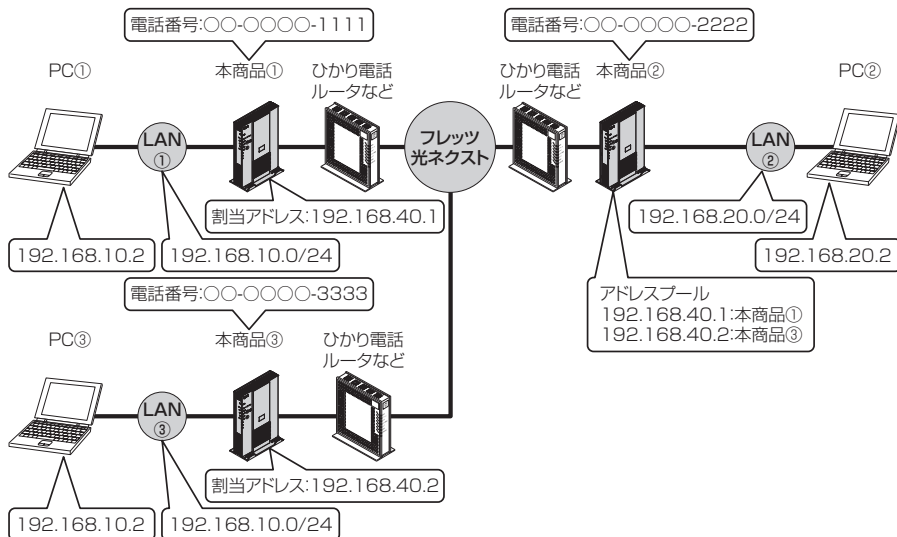 電話番号:○○-○○○○-1111
電話番号:○○-○○○○-2222
PC①
本商品①
ひかり電話
ルータなど
ひかり電話
ルータなど
本商品②
PC②
LAN
①
フレッツ
光ネクスト
LAN
②
割当アドレス:192.168.40.1
192.168.20.0/24
192.168.10.2
192.168.10.0/24
192.168.20.2
電話番号:○○-○○○○-3333
アドレスプール
192.168.40.1:本商品①
192.168.40.2:本商品③
PC③
本商品③
ひかり電話
ルータなど
LAN
③
割当アドレス:192.168.40.2
192.168.10.2
192.168.10.0/24